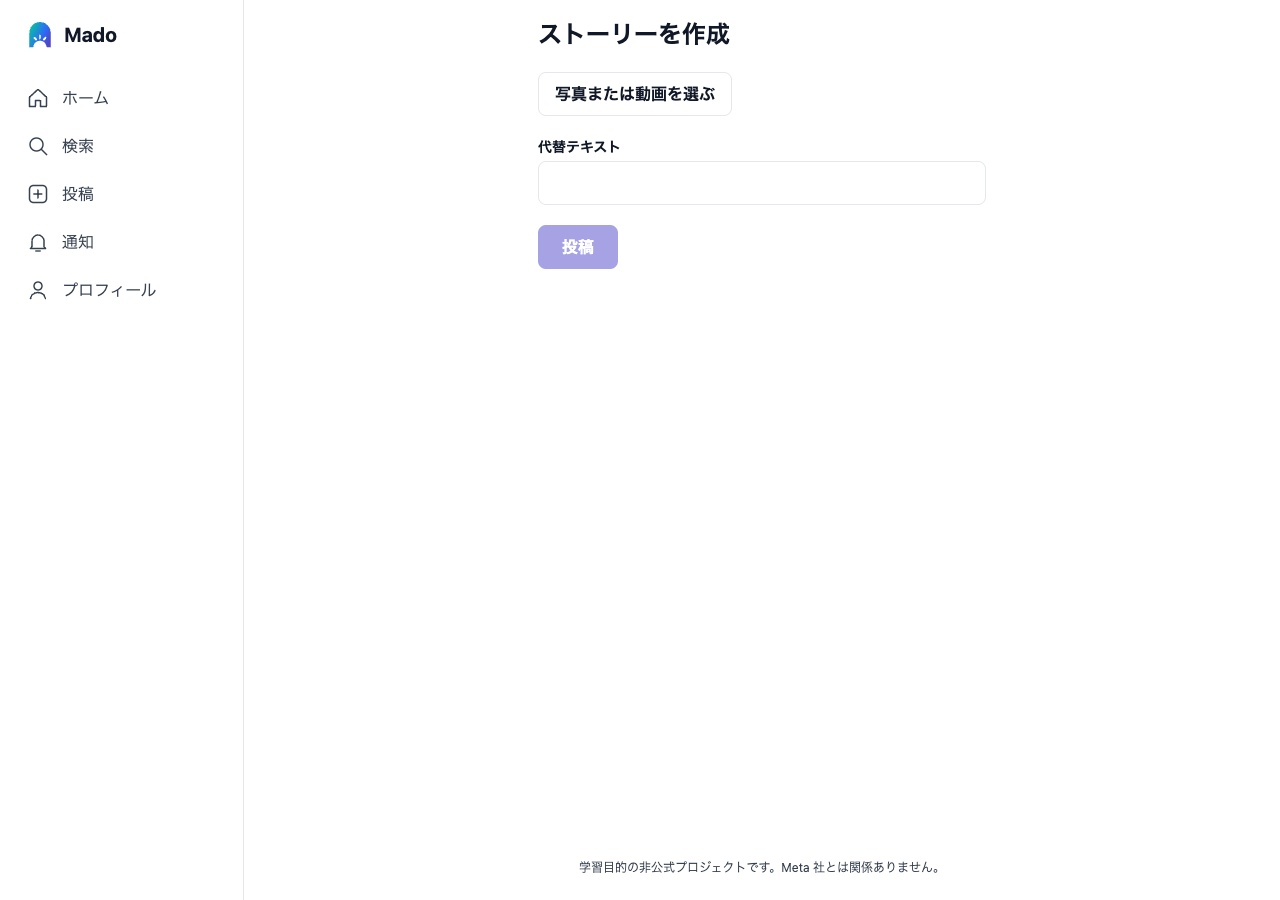 Mado
ホーム
検索
投稿
通知
プロフィール
ストーリーを作成
写真または動画を選ぶ
代替テキスト
投稿
学習目的の非公式プロジェクトです。Meta 社とは関係ありません。